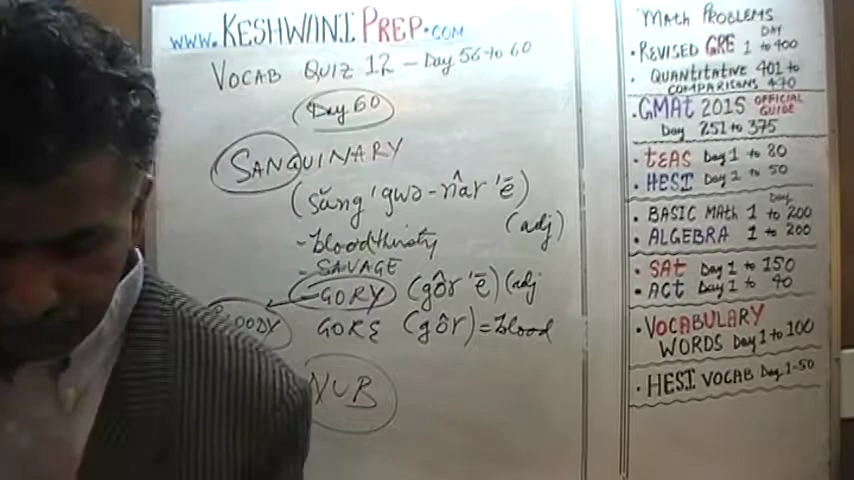 www.KESHWANIPREP.COM
VOCAB QUIZ 12 - Day 56 to 60
Day 60
SANGUINARY
(săng'gwə-nâr'ē)
(adj)
- bloodthirsty
- SAVAGE
- GORY (gôr'ē) (adj
BLOODY GORE (gôr) = blood
NUB
MATH PROBLEMS
DAY
• REVISED GRE 1 to 400
• QUANTITATIVE 401 to
COMPARISONS 470
• GMAT 2015 OFFICIAL
GUIDE
Day 251 to 375
• TEAS Day 1 to 80
• HESI Day 1 to 50
Day
• BASIC MATH 1 to 200
• ALGEBRA 1 to 200
• SAT Day 1 to 150
• ACT Day 1 to 40
• VOCABULARY
WORDS Day 1 to 100
• HESI VOCAB Day 1-50